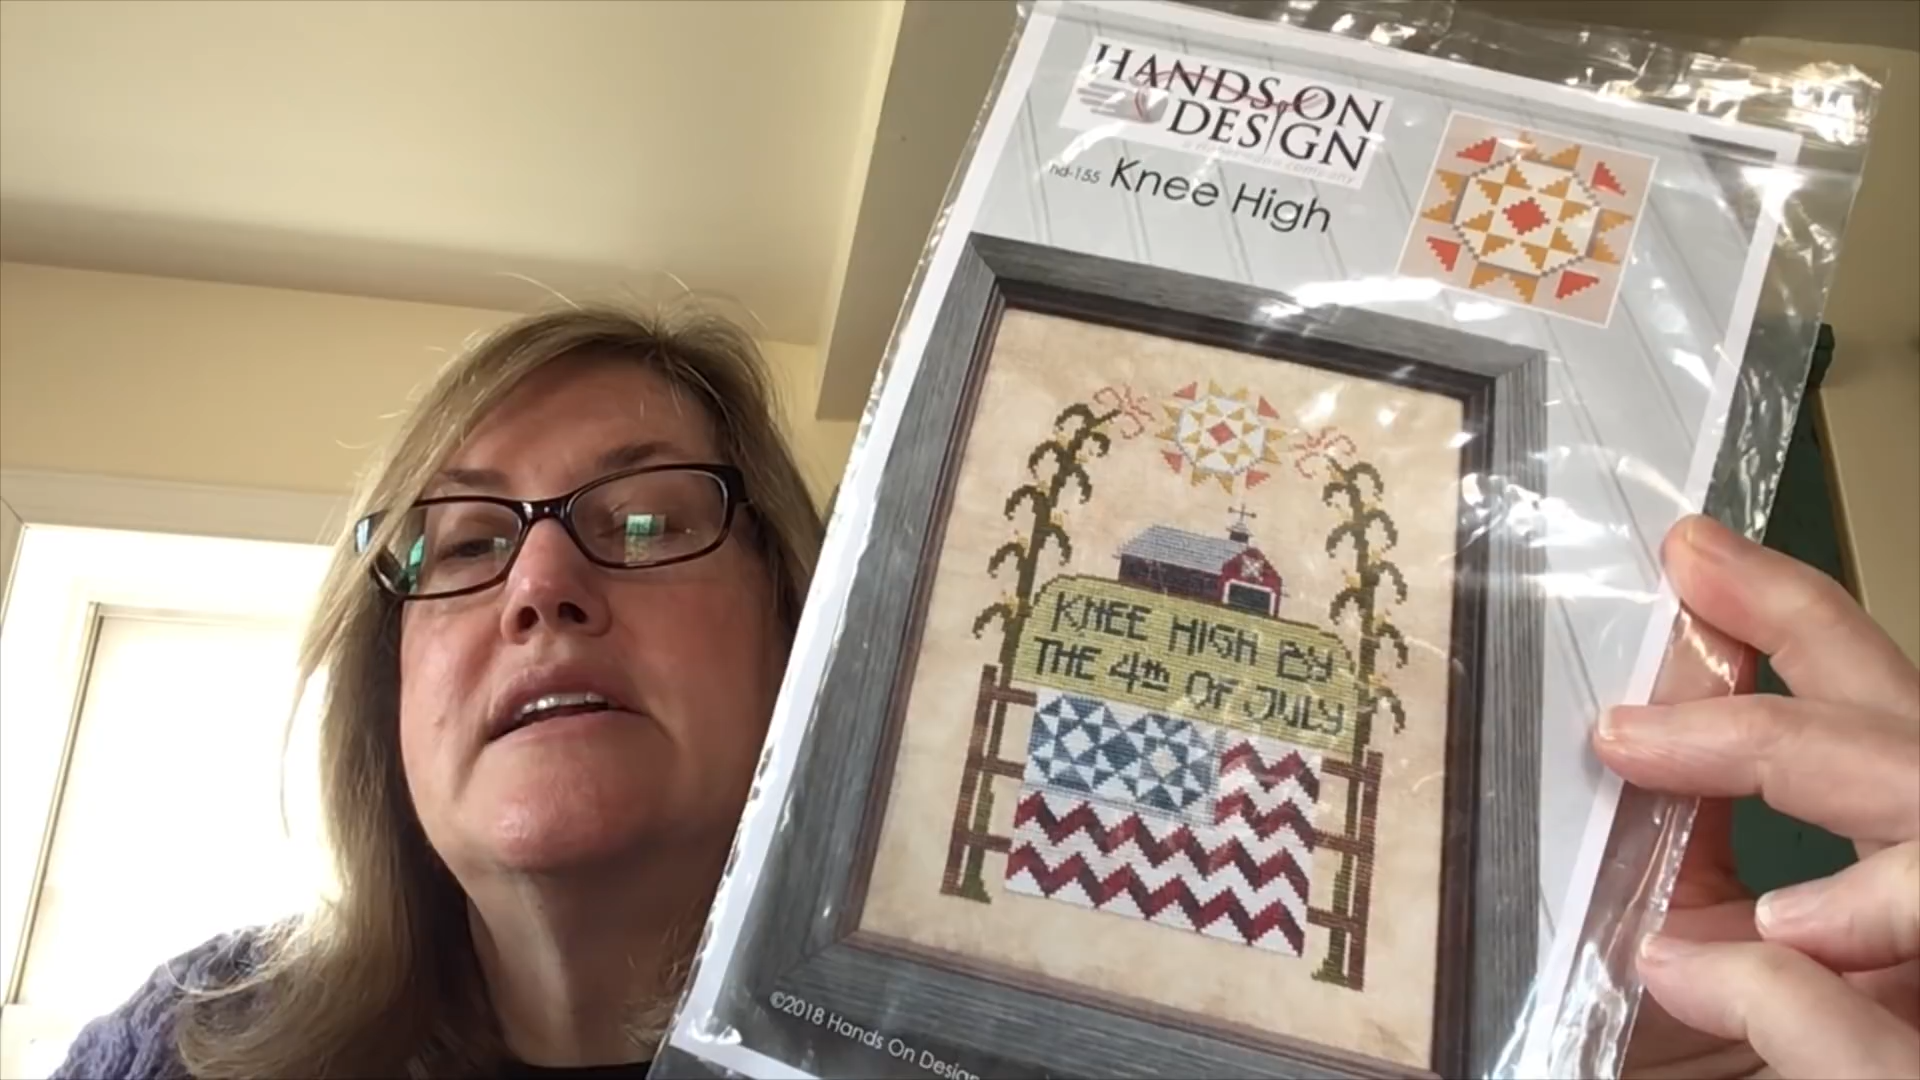 HANDS ON
DESIGN
hd-155 Knee High
KNEE HIGH BY
THE 4th OF JULY
©2018 Hands On Design